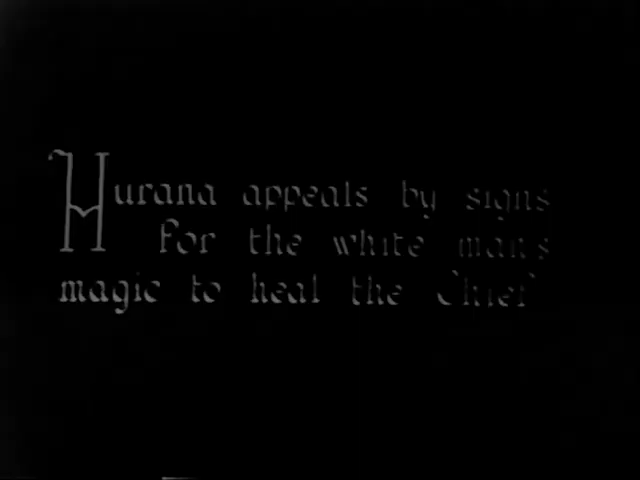 Hurana appeals by signs
for the white man's
magic to heal the Chief